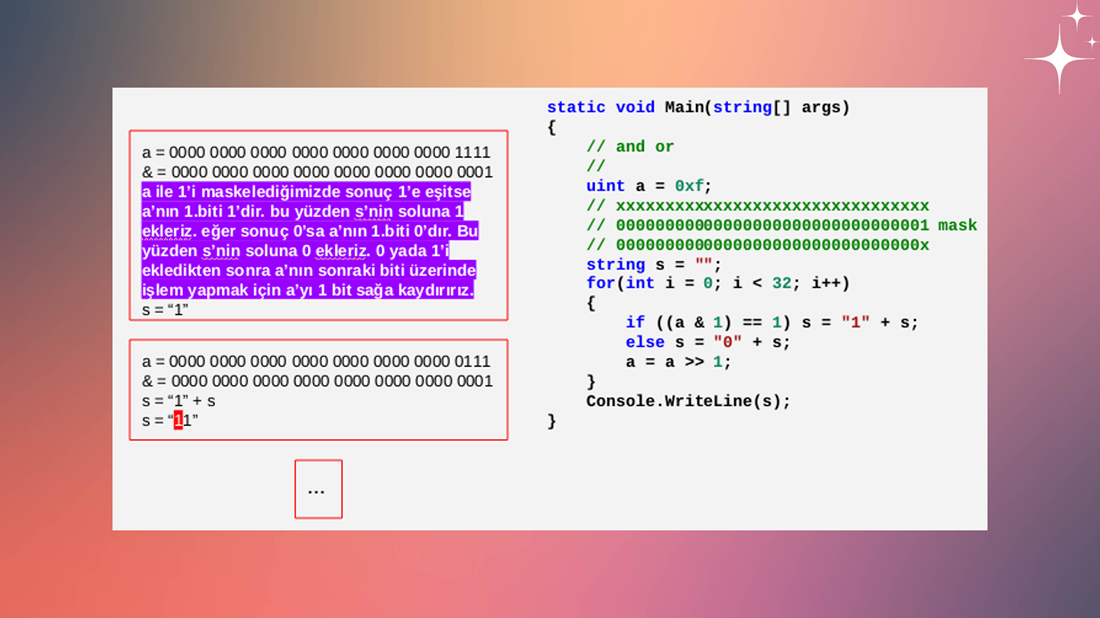 a = 0000 0000 0000 0000 0000 0000 0000 1111
& = 0000 0000 0000 0000 0000 0000 0000 0001
a ile 1’i maskelediğimizde sonuç 1’e eşitse
a’nın 1.biti 1’dir. bu yüzden s’nin soluna 1
ekleriz. eğer sonuç 0’sa a’nın 1.biti 0’dır. Bu
yüzden s’nin soluna 0 ekleriz. 0 yada 1’i
ekledikten sonra a’nın sonraki biti üzerinde
işlem yapmak için a’yı 1 bit sağa kaydırırız.
s = “1”
a = 0000 0000 0000 0000 0000 0000 0000 0111
& = 0000 0000 0000 0000 0000 0000 0000 0001
s = “1” + s
s = “11”
...
static void Main(string[] args)
{
// and or
//
uint a = 0xf;
// xxxxxxxxxxxxxxxxxxxxxxxxxxxxxxxx
// 00000000000000000000000000000001 mask
// 0000000000000000000000000000000x
string s = "";
for(int i = 0; i < 32; i++)
{
if ((a & 1) == 1) s = "1" + s;
else s = "0" + s;
a = a >> 1;
}
Console.WriteLine(s);
}